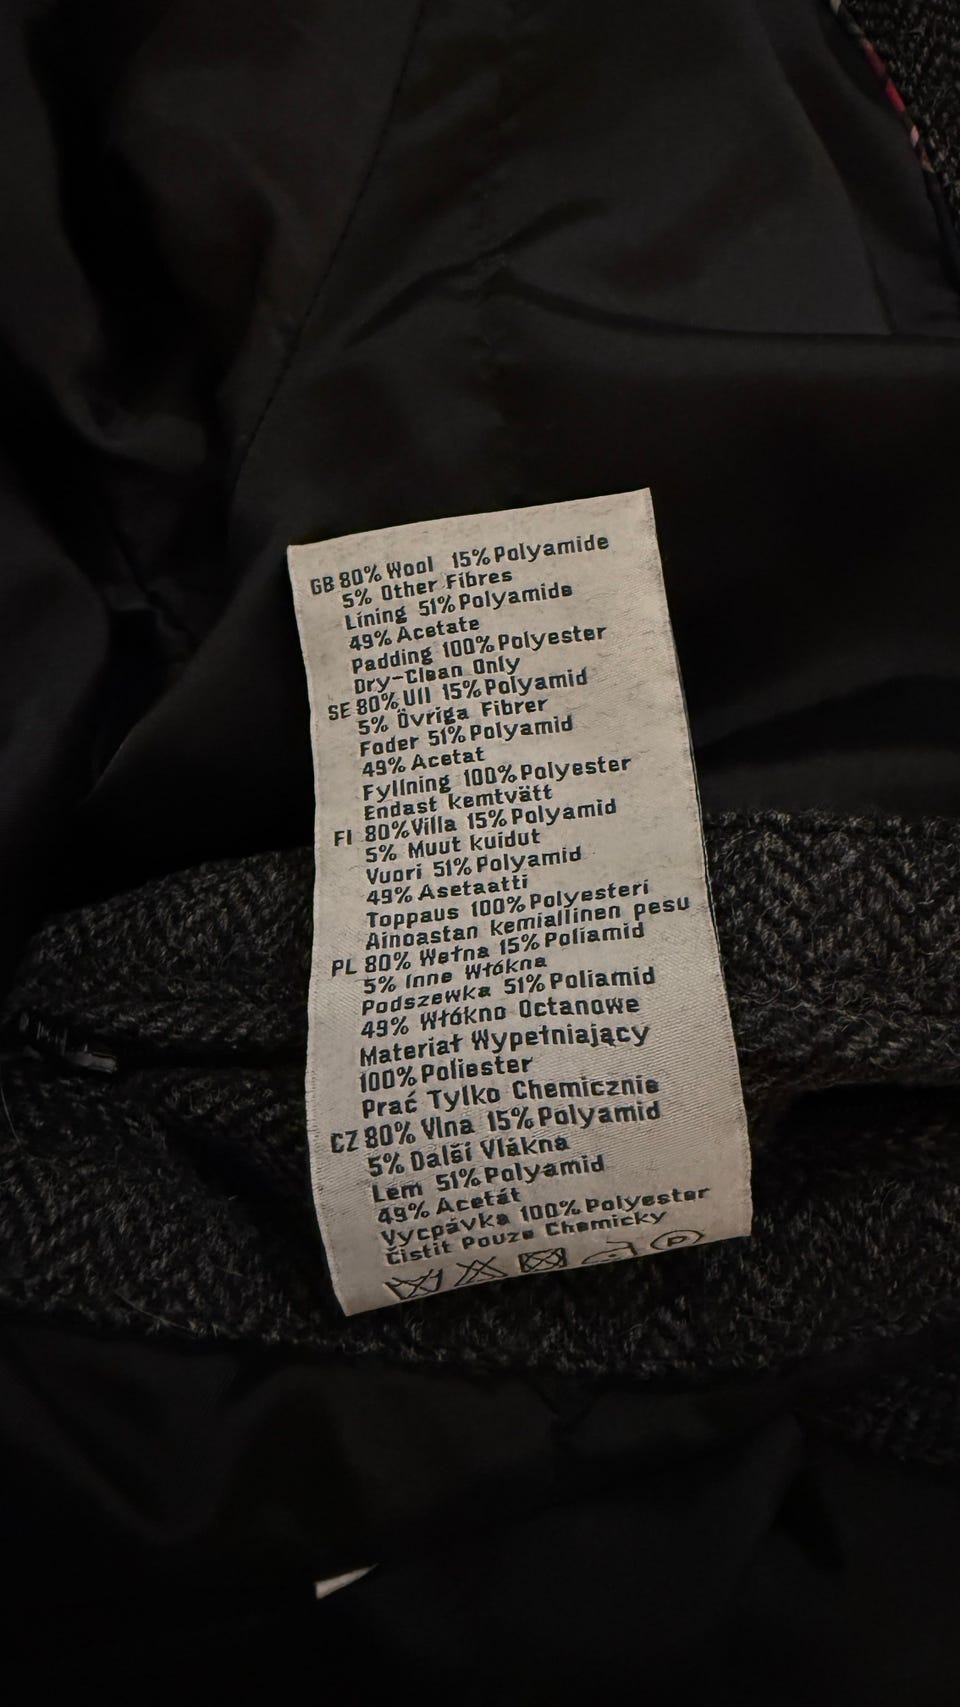 GB 80% Wool 15% Polyamide
5% Other Fibres
Lining 51% Polyamide
49% Acetate
Padding 100% Polyester
Dry-Clean Only
SE 80% Ull 15% Polyamid
5% Övriga Fibrer
Foder 51% Polyamid
49% Acetat
Fyllning 100% Polyester
Endast kemtvätt
FI 80% Villa 15% Polyamid
5% Muut kuidut
Vuori 51% Polyamid
49% Asetaatti
Toppaus 100% Polyesteri
Ainoastan kemiallinen pesu
PL 80% Wełna 15% Poliamid
5% Inne Włókna
Podszewka 51% Poliamid
49% Włókno Octanowe
Materiał Wypełniający
100% Poliester
Prać Tylko Chemicznie
CZ 80% Vlna 15% Polyamid
5% Další Vlákna
Lem 51% Polyamid
49% Acetát
Vycpávka 100% Polyester
Čistit Pouze Chemicky
P